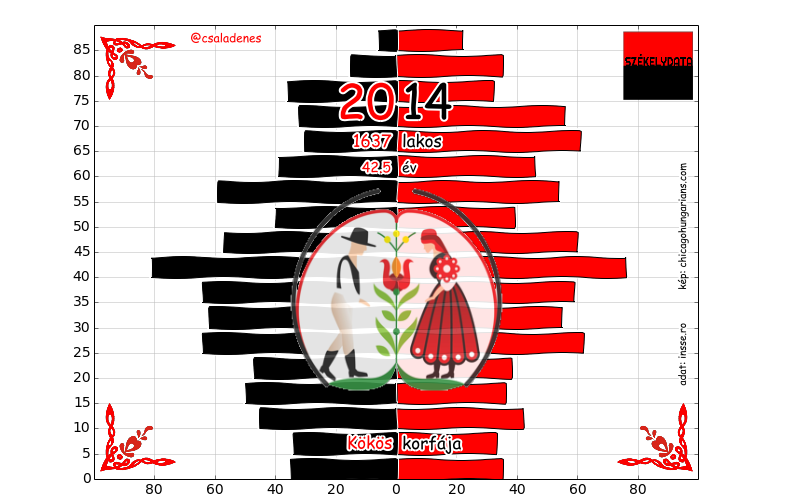 @csaladenes
SZÉKELYDATA
2014
1637 lakos
42.5 év
kép: chicagohungarians.com
adat: insse.ro
Kökös korfája
85
80
75
70
65
60
55
50
45
40
35
30
25
20
15
10
5
0
80 60 40 20 0 20 40 60 80